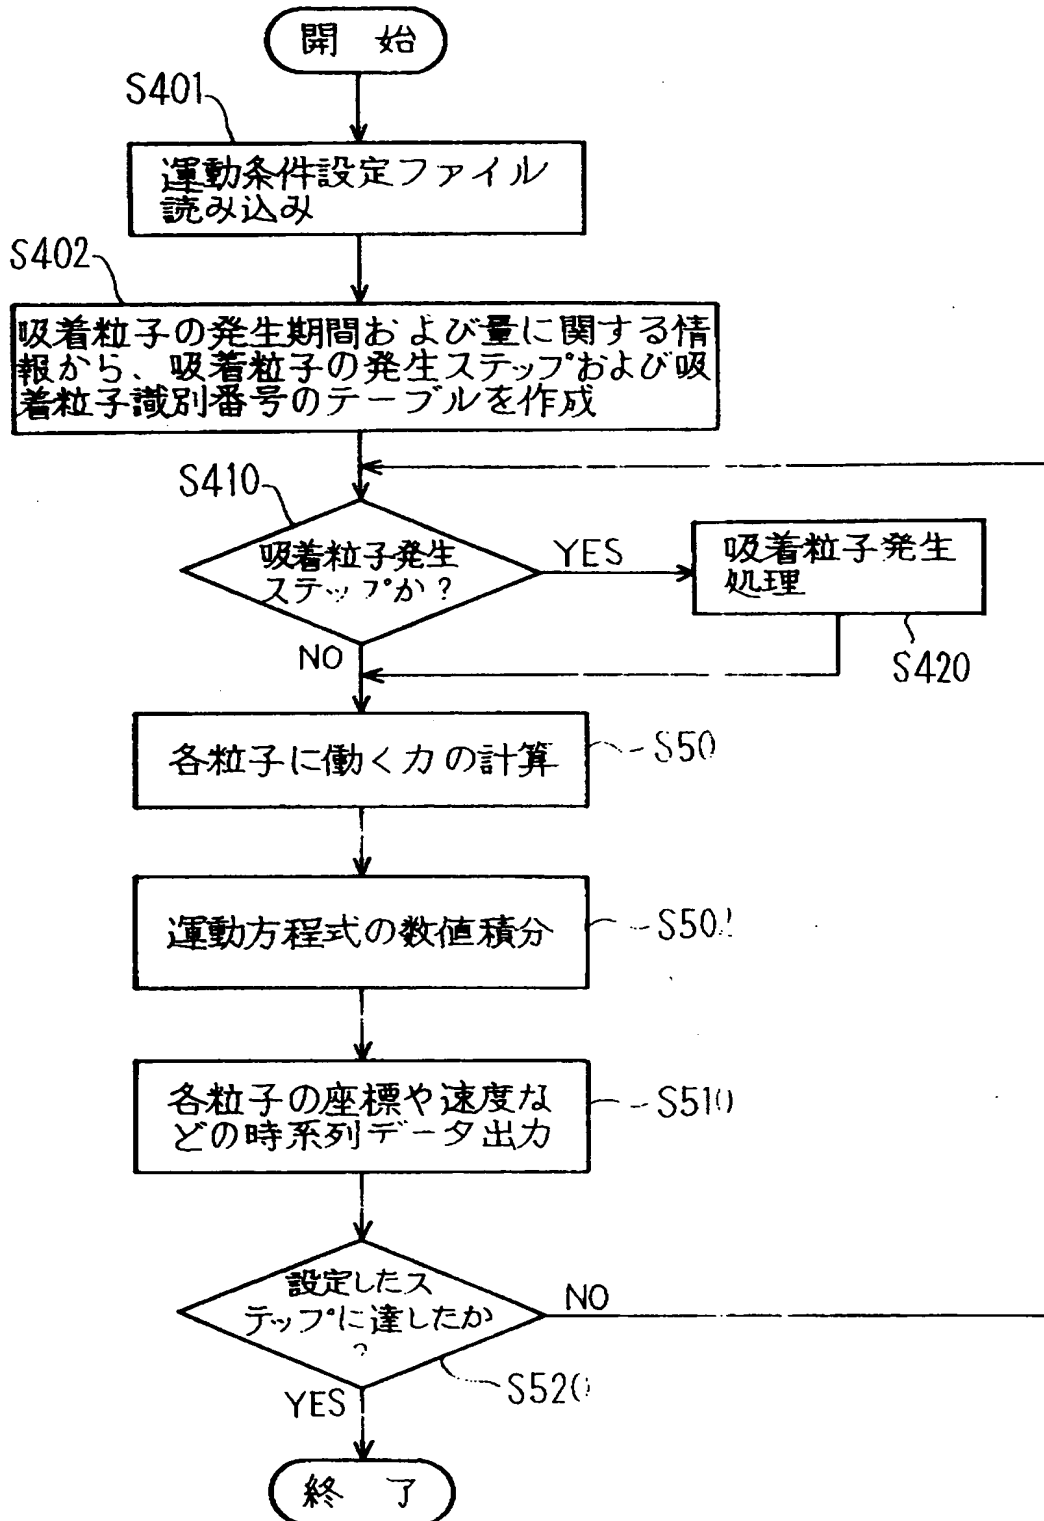 開 始
S401
運動条件設定ファイル
読み込み
S402
吸着粒子の発生期間および量に関する情
報から、吸着粒子の発生ステップおよび吸
着粒子識別番号のテーブルを作成
S410
吸着粒子発生
ステップか?
YES
吸着粒子発生
処理
S420
NO
各粒子に働く力の計算
S50
運動方程式の数値積分
S50
各粒子の座標や速度な
どの時系列データ出力
S510
設定したス
テップに達したか
?
NO
S520
YES
終 了